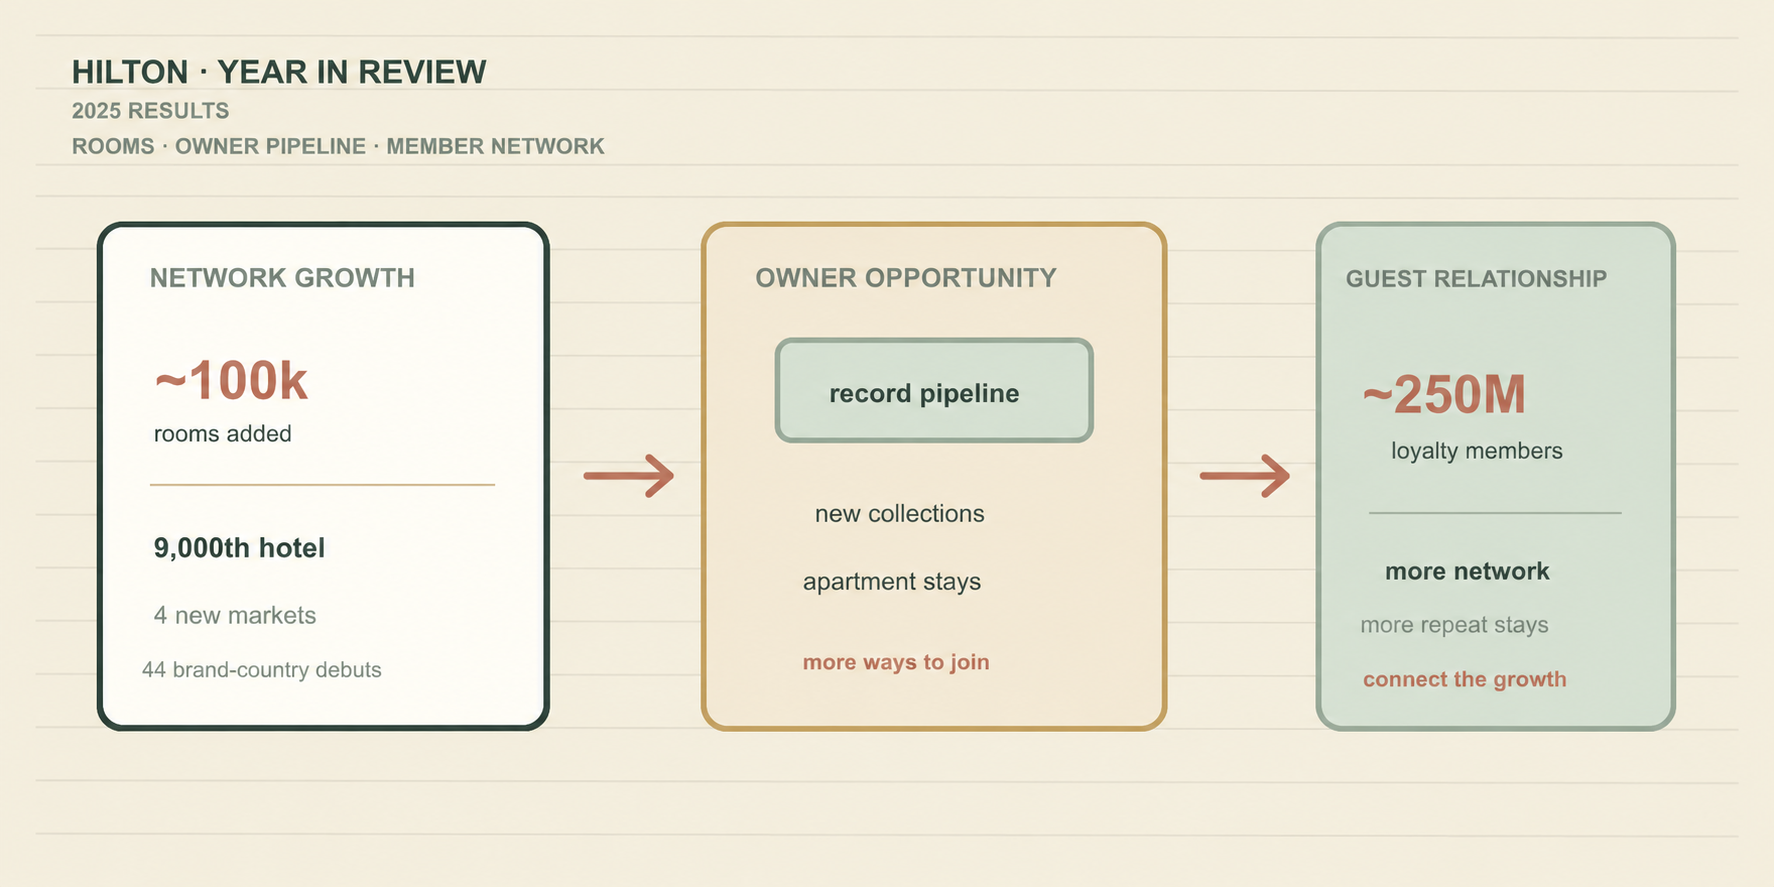 HILTON · YEAR IN REVIEW
2025 RESULTS
ROOMS · OWNER PIPELINE · MEMBER NETWORK
NETWORK GROWTH
~100k
rooms added
9,000th hotel
4 new markets
44 brand-country debuts
OWNER OPPORTUNITY
record pipeline
new collections
apartment stays
more ways to join
GUEST RELATIONSHIP
~250M
loyalty members
more network
more repeat stays
connect the growth